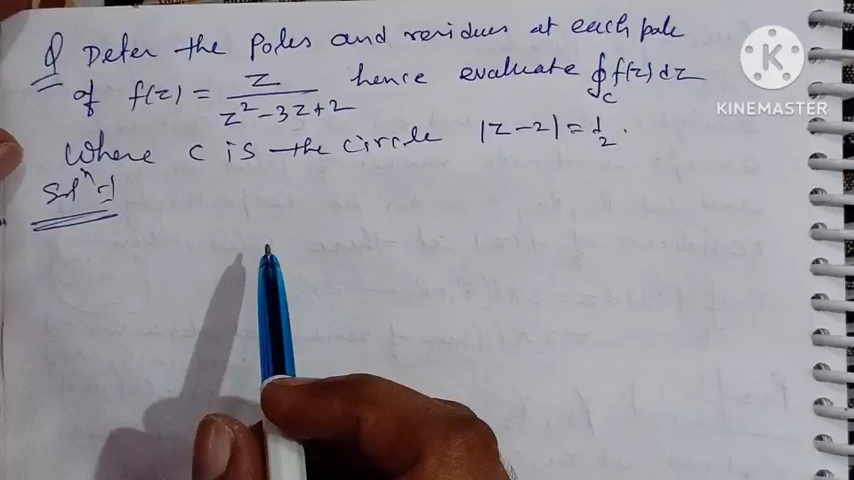 Q Deter the Poles and residues at each pole
of f(z) = z / z² - 3z + 2 hence evaluate ∮_C f(z) dz
Where C is the circle |z - 2| = 1/2.
Solⁿ -
K
KINEMASTER